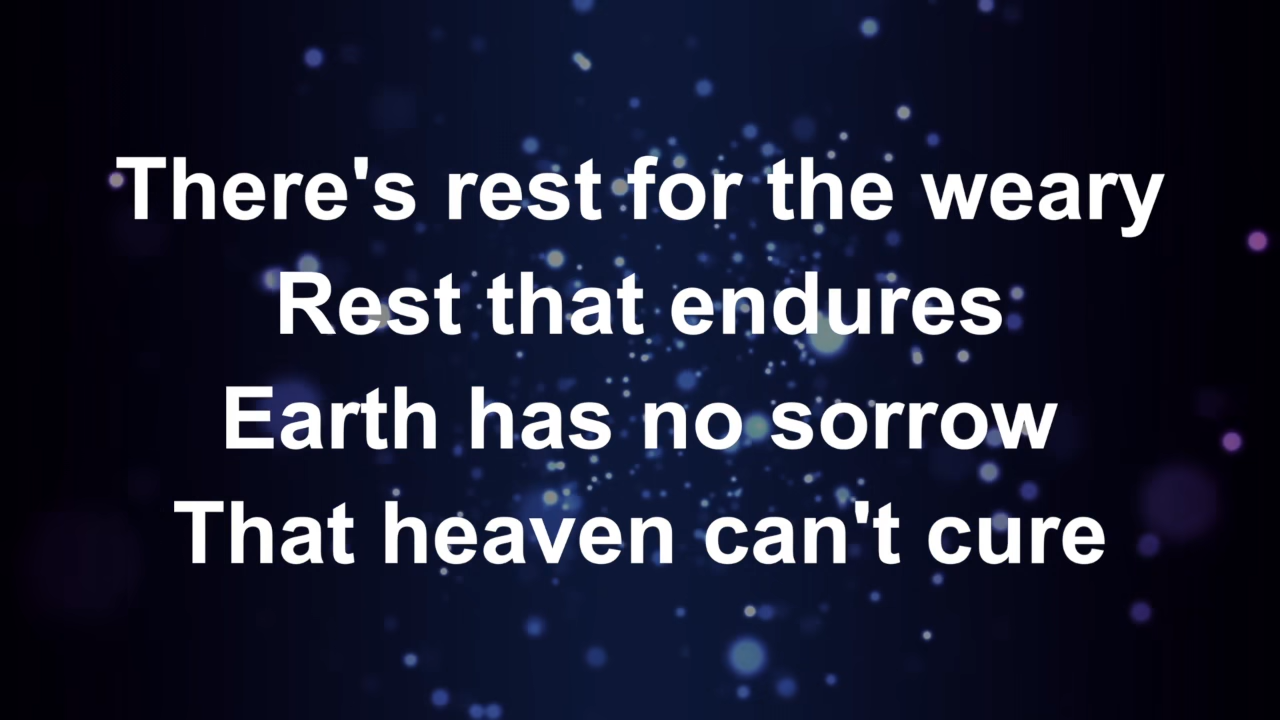 There's rest for the weary
Rest that endures
Earth has no sorrow
That heaven can't cure